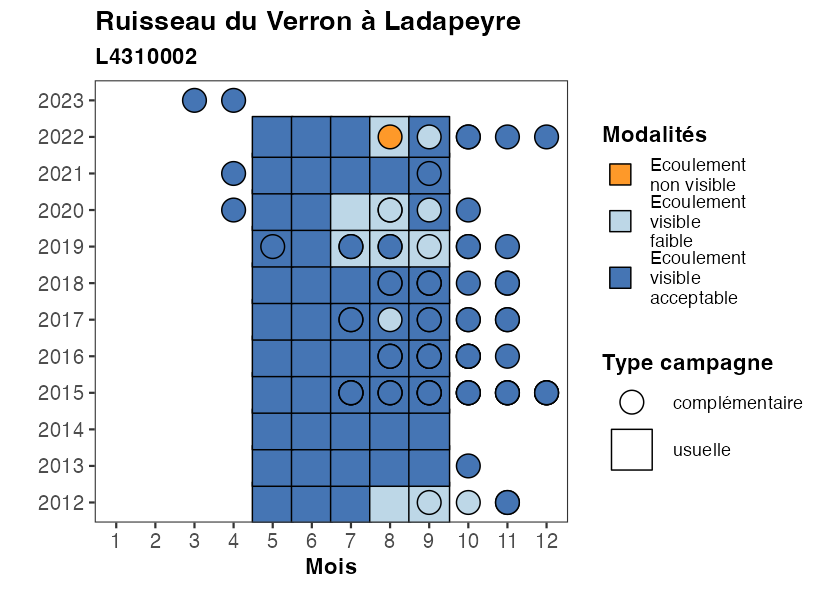 Ruisseau du Verron à Ladapeyre
L4310002
2023
2022
2021
2020
2019
2018
2017
2016
2015
2014
2013
2012
1 2 3 4 5 6 7 8 9 10 11 12
Mois
Modalités
Ecoulement
non visible
Ecoulement
visible
faible
Ecoulement
visible
acceptable
Type campagne
complémentaire
usuelle